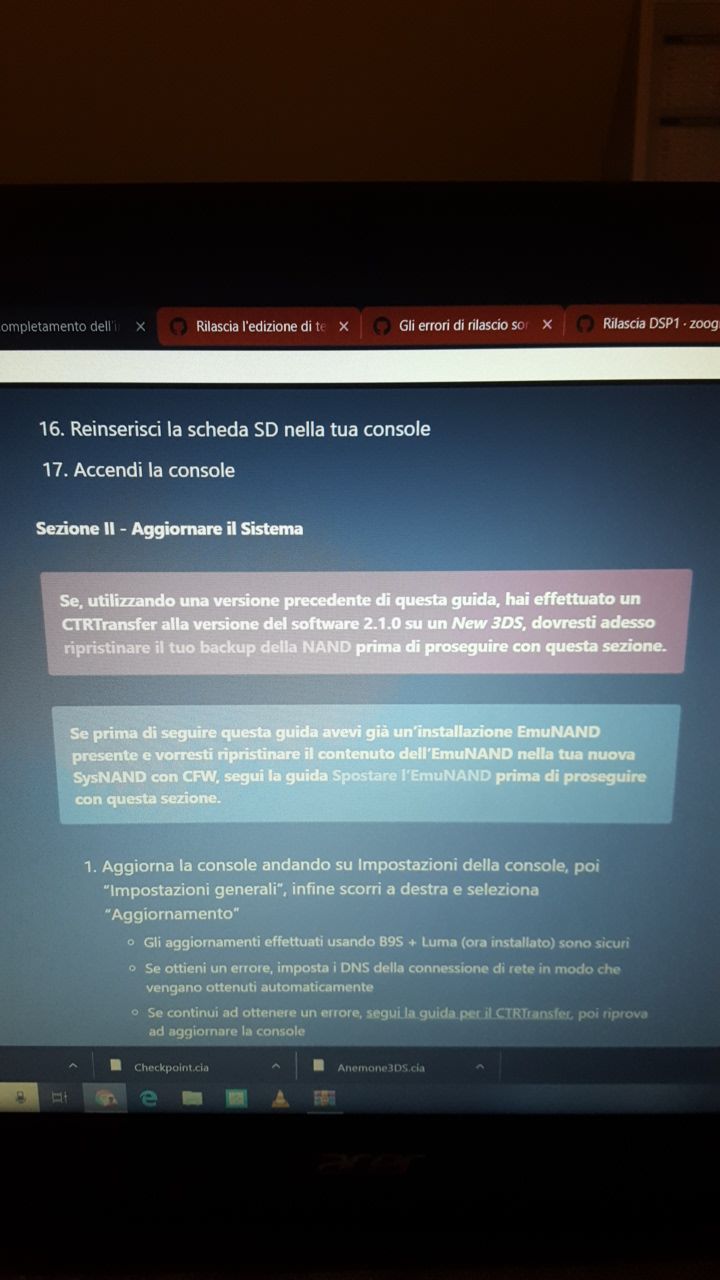 ompletamento dell'i
Rilascia l'edizione di te
Gli errori di rilascio sor
Rilascia DSP1 · zoog
16. Reinserisci la scheda SD nella tua console
17. Accendi la console
Sezione II - Aggiornare il Sistema
Se, utilizzando una versione precedente di questa guida, hai effettuato un
CTRTransfer alla versione del software 2.1.0 su un New 3DS, dovresti adesso
ripristinare il tuo backup della NAND prima di proseguire con questa sezione.
Se prima di seguire questa guida avevi già un'installazione EmuNAND
presente e vorresti ripristinare il contenuto dell'EmuNAND nella tua nuova
SysNAND con CFW, segui la guida Spostare l'EmuNAND prima di proseguire
con questa sezione.
1. Aggiorna la console andando su Impostazioni della console, poi
"Impostazioni generali", infine scorri a destra e seleziona
"Aggiornamento"
Gli aggiornamenti effettuati usando B9S + Luma (ora installato) sono sicuri
Se ottieni un errore, imposta i DNS della connessione di rete in modo che
vengano ottenuti automaticamente
Se continui ad ottenere un errore, segui la guida per il CTRTransfer, poi riprova
ad aggiornare la console
Checkpoint.cia
Anemone3DS.cia
acer